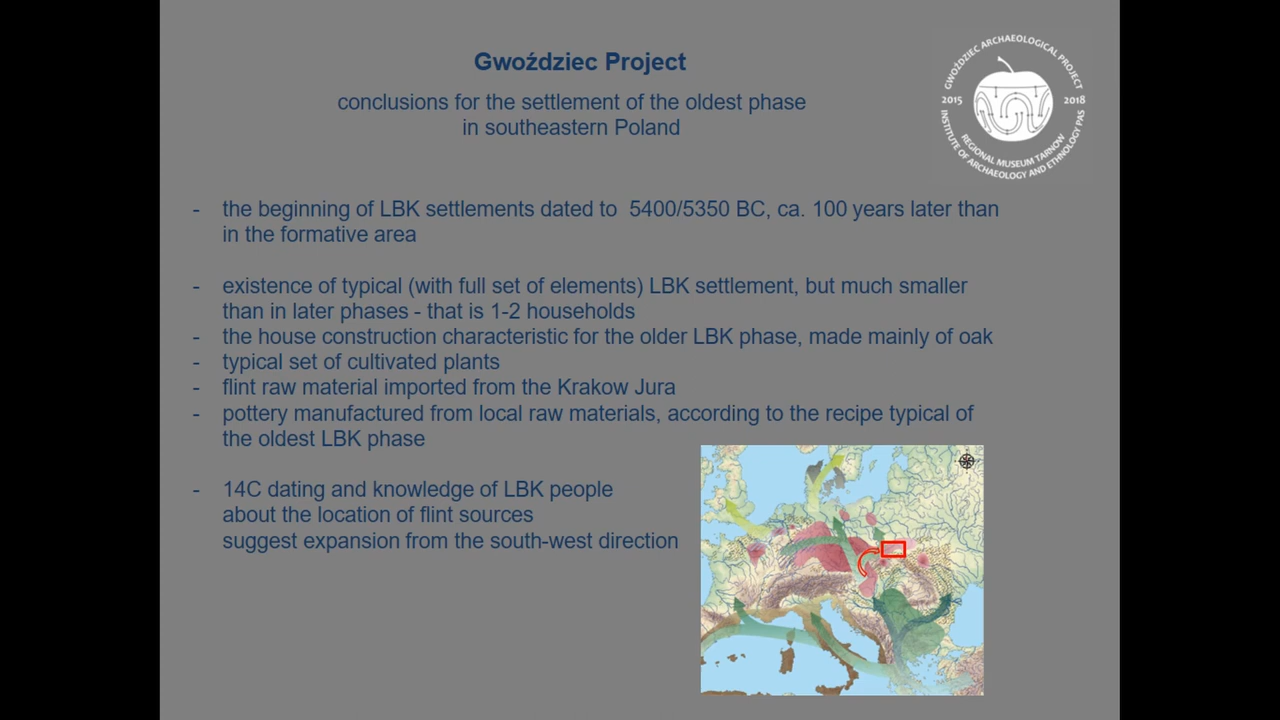 Gwoździec Project
conclusions for the settlement of the oldest phase
in southeastern Poland
GWOŹDZIEC ARCHAEOLOGICAL PROJECT
2015
2018
REGIONAL MUSEUM TARNOW
INSTITUTE OF ARCHAEOLOGY AND ETHNOLOGY PAS
- the beginning of LBK settlements dated to 5400/5350 BC, ca. 100 years later than
in the formative area
- existence of typical (with full set of elements) LBK settlement, but much smaller
than in later phases - that is 1-2 households
- the house construction characteristic for the older LBK phase, made mainly of oak
- typical set of cultivated plants
- flint raw material imported from the Krakow Jura
- pottery manufactured from local raw materials, according to the recipe typical of
the oldest LBK phase
- 14C dating and knowledge of LBK people
about the location of flint sources
suggest expansion from the south-west direction